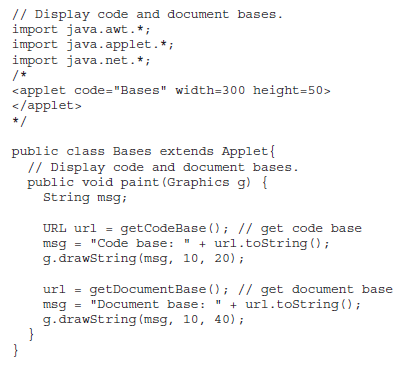 // Display code and document bases.
import java.awt.*;
import java.applet.*;
import java.net.*;
/*
<applet code="Bases" width=300 height=50>
</applet>
*/

public class Bases extends Applet{
  // Display code and document bases.
  public void paint(Graphics g) {
    String msg;

    URL url = getCodeBase(); // get code base
    msg = "Code base: " + url.toString();
    g.drawString(msg, 10, 20);

    url = getDocumentBase(); // get document base
    msg = "Document base: " + url.toString();
    g.drawString(msg, 10, 40);
  }
}